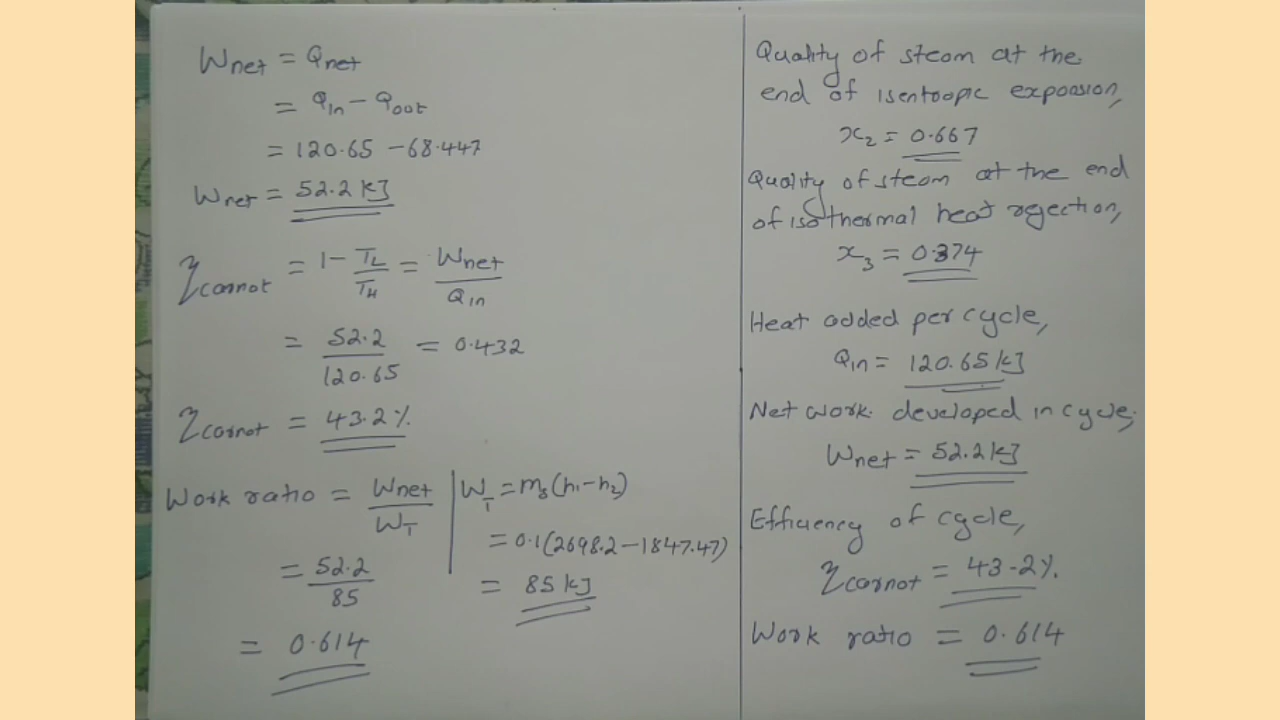 Wnet = Qnet
= Qin - Qout
= 120.65 - 68.447
Wnet = 52.2 kJ
ηcarnot = 1 - TL/TH = Wnet/Qin
= 52.2/120.65 = 0.432
ηcarnot = 43.2%
Work ratio = Wnet/WT
= 52.2/85
= 0.614
WT = ms(h1-h2)
= 0.1(2698.2-1847.47)
= 85 kJ
Quality of steam at the
end of isentropic expansion,
x2 = 0.667
Quality of steam at the end
of isothermal heat rejection,
x3 = 0.374
Heat added per cycle,
Qin = 120.65 kJ
Net work developed in cycle,
Wnet = 52.2 kJ
Efficiency of cycle,
ηcarnot = 43.2%
Work ratio = 0.614